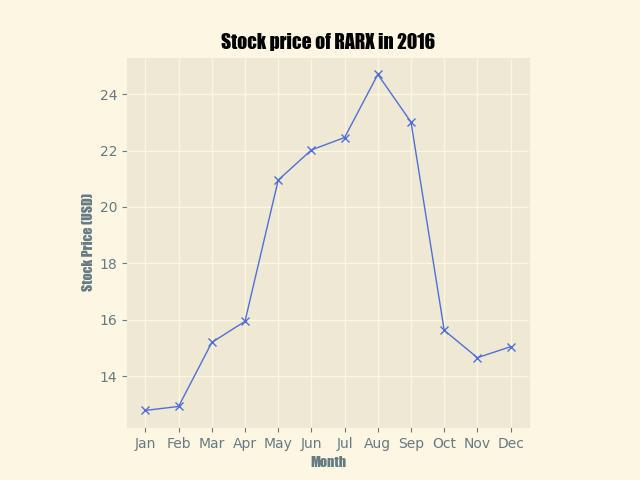 Stock price of RARX in 2016
Stock Price (USD)
24
22
20
18
16
14
Jan Feb Mar Apr May Jun Jul Aug Sep Oct Nov Dec
Month